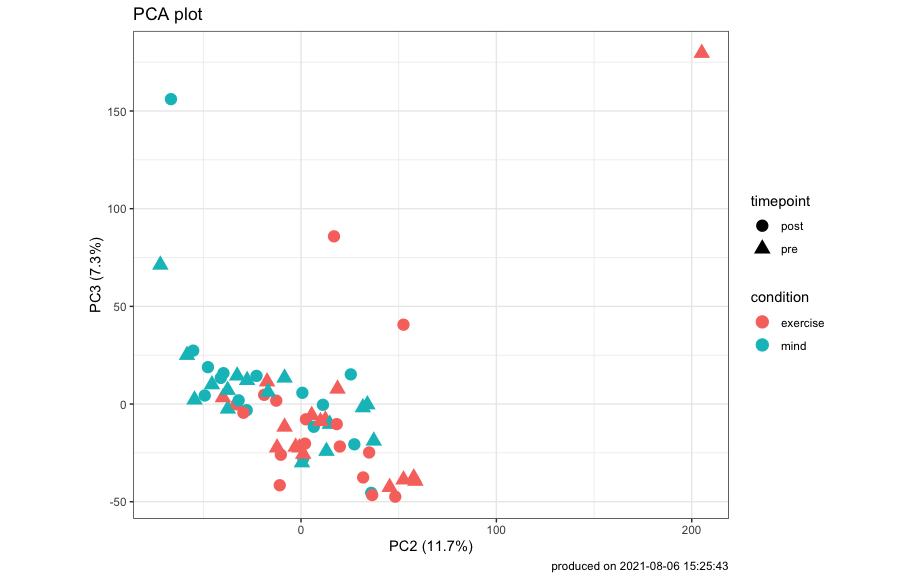 PCA plot
150
100
50
0
-50
PC3 (7.3%)
0
100
200
PC2 (11.7%)
timepoint
post
pre
condition
exercise
mind
produced on 2021-08-06 15:25:43